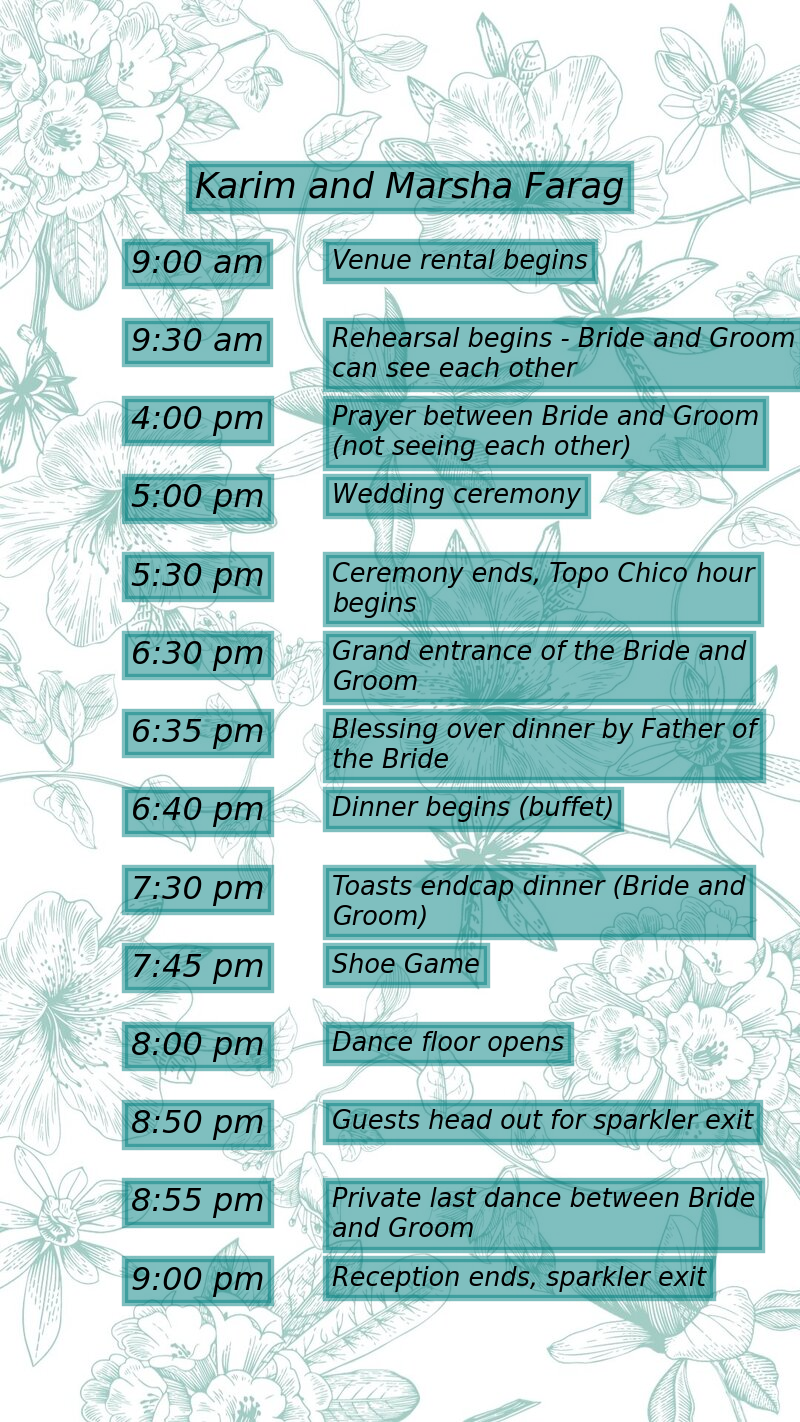 Karim and Marsha Farag
9:00 am Venue rental begins
9:30 am Rehearsal begins - Bride and Groom
can see each other
4:00 pm Prayer between Bride and Groom
(not seeing each other)
5:00 pm Wedding ceremony
5:30 pm Ceremony ends, Topo Chico hour
begins
6:30 pm Grand entrance of the Bride and
Groom
6:35 pm Blessing over dinner by Father of
the Bride
6:40 pm Dinner begins (buffet)
7:30 pm Toasts endcap dinner (Bride and
Groom)
7:45 pm Shoe Game
8:00 pm Dance floor opens
8:50 pm Guests head out for sparkler exit
8:55 pm Private last dance between Bride
and Groom
9:00 pm Reception ends, sparkler exit